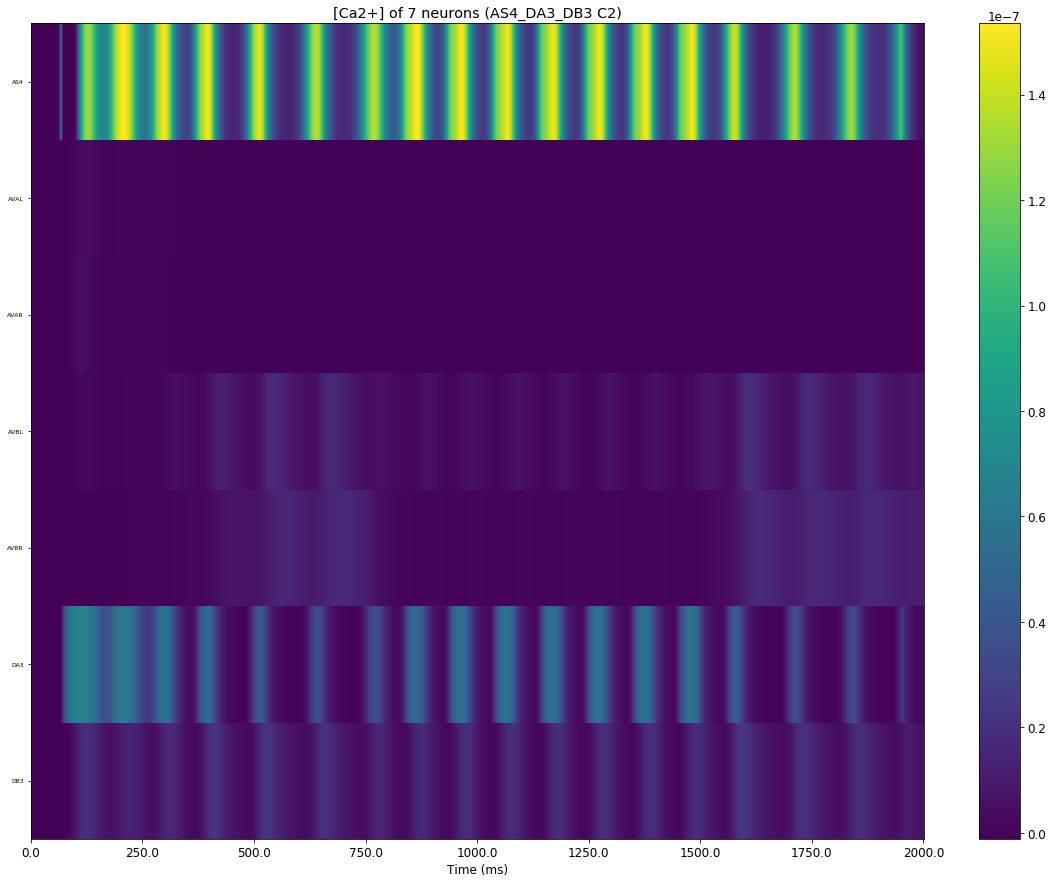 [Ca2+] of 7 neurons (AS4_DA3_DB3 C2)
1e−7
AS4
AVAL
AVAR
AVBL
AVBR
DA3
DB3
1.4
1.2
1.0
0.8
0.6
0.4
0.2
0.0
0.0 250.0 500.0 750.0 1000.0 1250.0 1500.0 1750.0 2000.0
Time (ms)